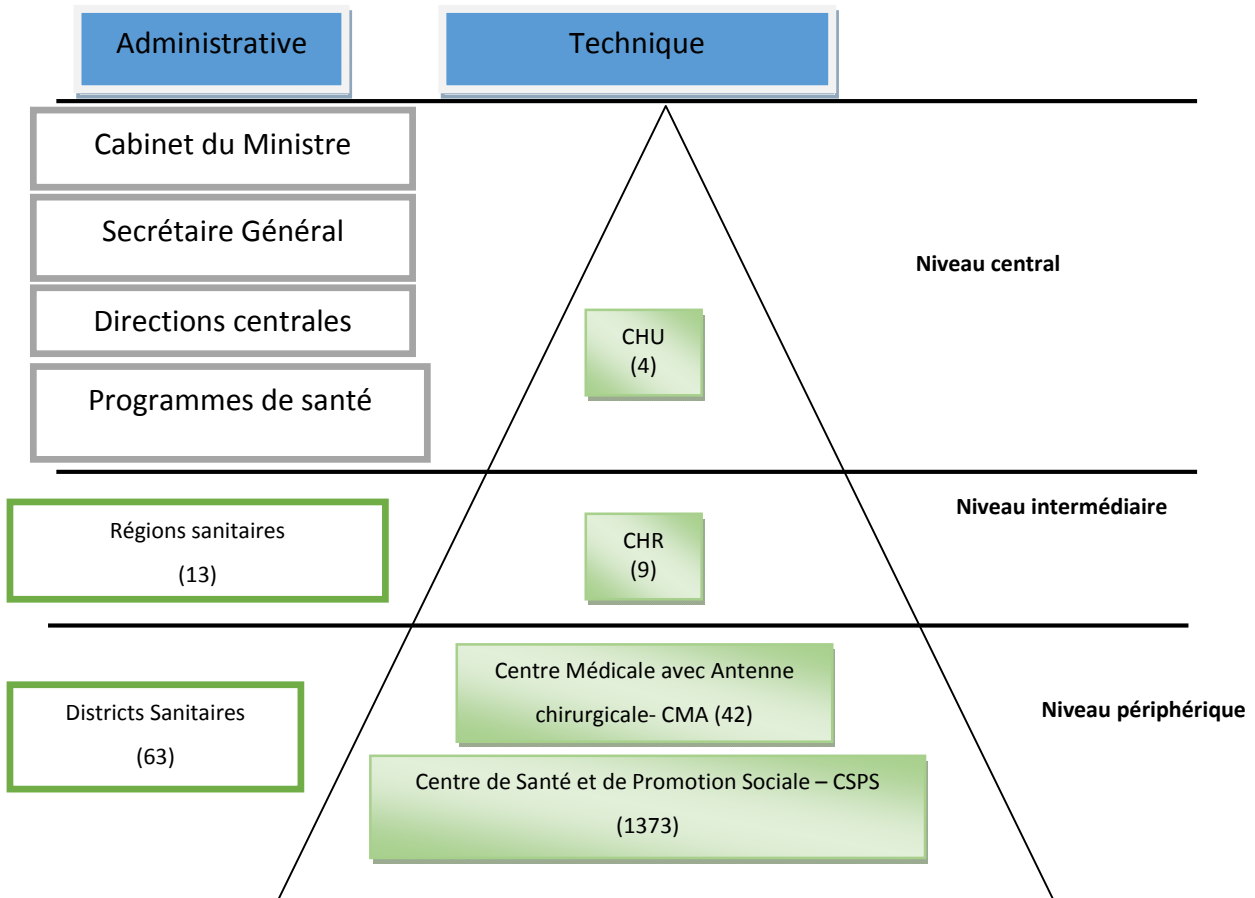 Administrative
Technique
Cabinet du Ministre
Secrétaire Général
Directions centrales
Programmes de santé
CHU
(4)
Niveau central
Régions sanitaires
(13)
CHR
(9)
Niveau intermédiaire
Districts Sanitaires
(63)
Centre Médicale avec Antenne
chirurgicale- CMA (42)
Centre de Santé et de Promotion Sociale – CSPS
(1373)
Niveau périphérique